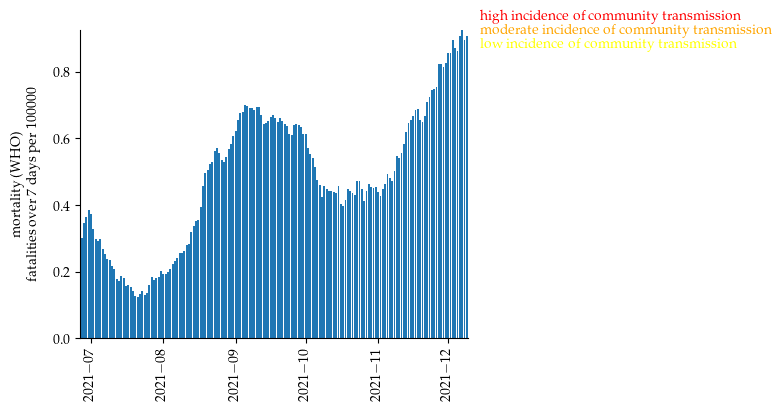 high incidence of community transmission
moderate incidence of community transmission
low incidence of community transmission
mortality (WHO)
fatalities over 7 days per 100000
0.8
0.6
0.4
0.2
0.0
2021−07
2021−08
2021−09
2021−10
2021−11
2021−12